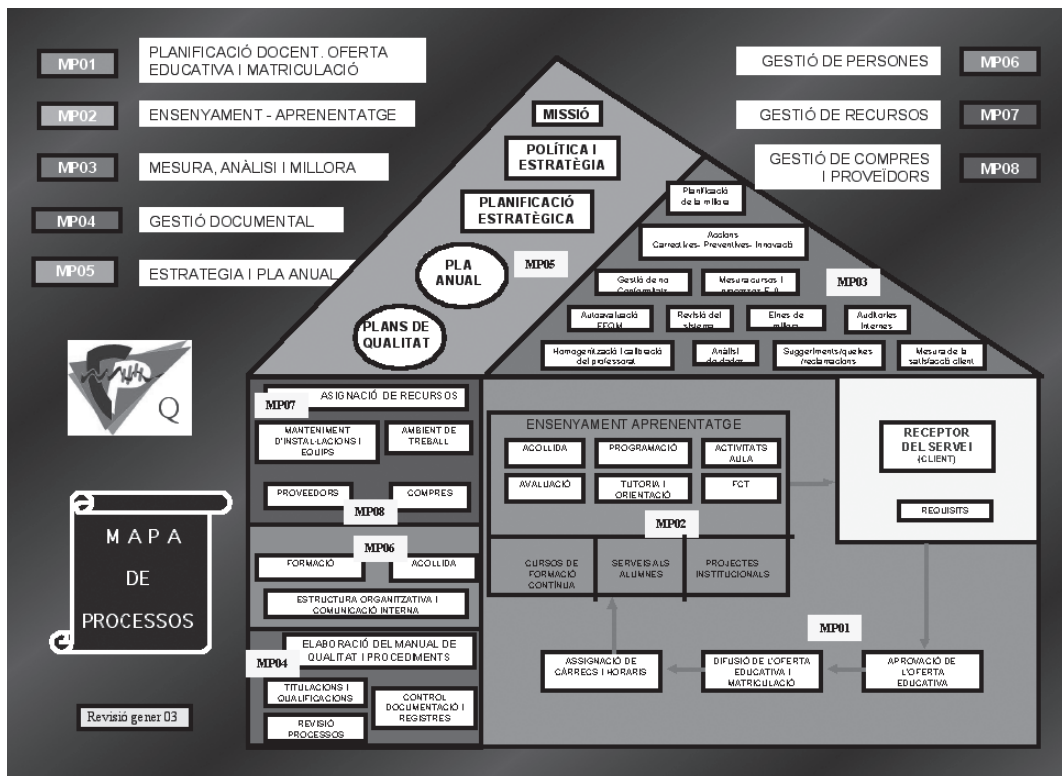 MP01
PLANIFICACIÓ DOCENT. OFERTA
EDUCATIVA I MATRICULACIÓ
MP02
ENSENYAMENT - APRENENTATGE
MP03
MESURA, ANÀLISI I MILLORA
MP04
GESTIÓ DOCUMENTAL
MP05
ESTRATEGIA I PLA ANUAL
GESTIÓ DE PERSONES
MP06
GESTIÓ DE RECURSOS
MP07
GESTIÓ DE COMPRES
I PROVEÏDORS
MP08
MISSIÓ
POLÍTICA I
ESTRATÈGIA
PLANIFICACIÓ
ESTRATÈGICA
PLA
ANUAL
MP05
PLANS DE
QUALITAT
Planificació
de la millora
Accions
Correctives- Preventives- Innovació
MP03
Gestió de no
Conformitats
Mesura cursos i
Autoavaluació
EFQM
Revisió del
sistema
Eines de
millora
Auditories
Internes
Homogenització i calibració
del professorat
Anàlisi
de dades
Suggeriments/queixes
/reclamacions
Mesura de la
satisfacció client
Q
MAPA
DE
PROCESSOS
Revisió gener 03
MP07
ASIGNACIÓ DE RECURSOS
MANTENIMENT
D'INSTAL·LACIONS I
EQUIPS
AMBIENT DE
TREBALL
PROVEEDORS
COMPRES
MP08
MP06
FORMACIÓ
ACOLLIDA
ESTRUCTURA ORGANITZATIVA I
COMUNICACIÓ INTERNA
MP04
ELABORACIÓ DEL MANUAL DE
QUALITAT I PROCEDIMENTS
TITULACIONS I
QUALIFICACIONS
CONTROL
DOCUMENTACIÓ I
REGISTRES
REVISIÓ
PROCESSOS
ENSENYAMENT APRENENTATGE
ACOLLIDA
PROGRAMACIÓ
ACTIVITATS
AULA
AVALUACIÓ
TUTORIA I
ORIENTACIÓ
FCT
MP02
CURSOS DE
FORMACIÓ
CONTÍNUA
SERVEIS ALS
ALUMNES
PROJECTES
INSTITUCIONALS
RECEPTOR
DEL SERVEI
(CLIENT)
REQUISITS
MP01
ASSIGNACIÓ DE
CÀRRECS I HORARIS
DIFUSIÓ DE L'OFERTA
EDUCATIVA I
MATRICULACIÓ
APROVACIÓ DE
L'OFERTA
EDUCATIVA